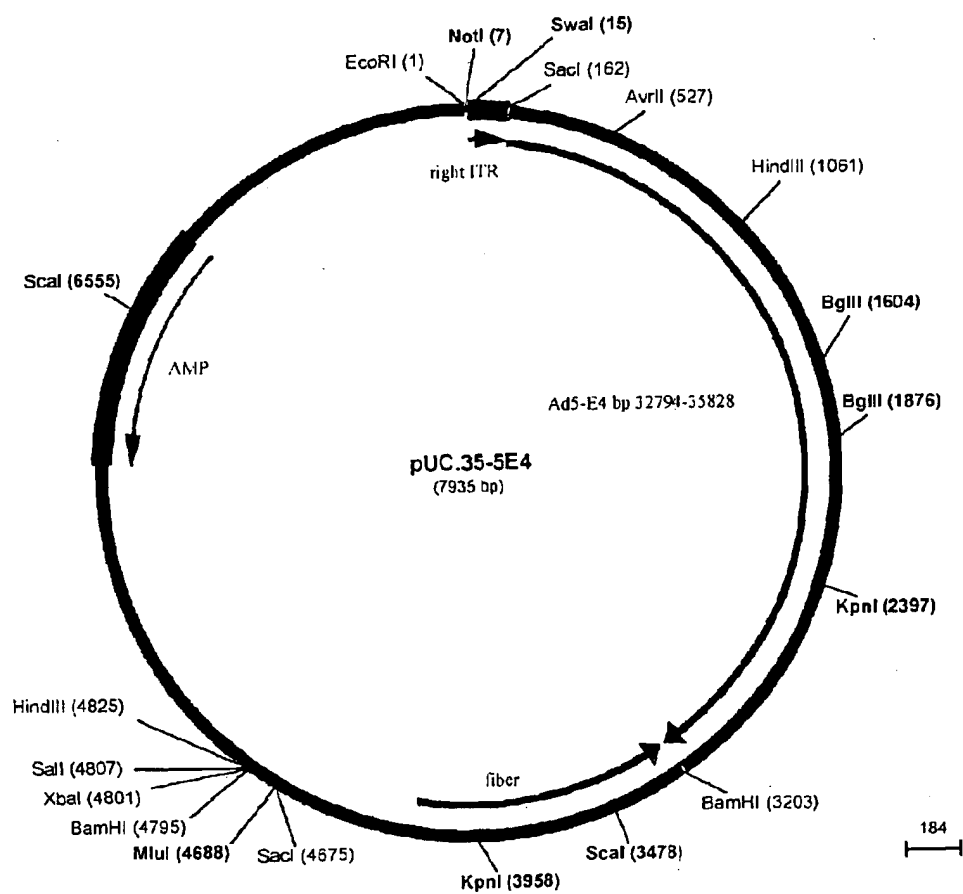 NotI (7)
SwaI (15)
EcoRI (1)
SacI (162)
AvrII (527)
right ITR
HindIII (1061)
ScaI (6555)
BglII (1604)
AMP
Ad5-E4 bp 32794-35828
BglII (1876)
pUC.35-5E4
(7935 bp)
KpnI (2397)
HindIII (4825)
SalI (4807)
XbaI (4801)
BamHI (4795)
MluI (4688)
SacI (4675)
fiber
BamHI (3203)
ScaI (3478)
KpnI (3958)
184